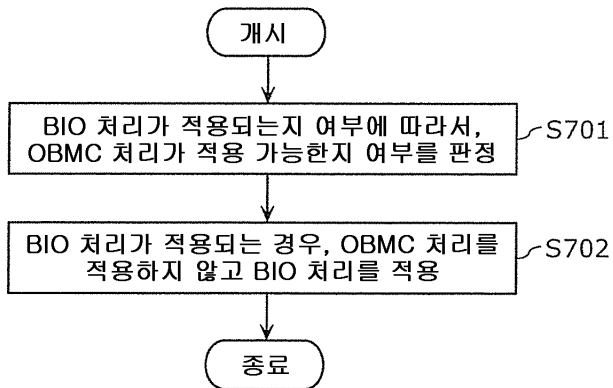 개시
BIO 처리가 적용되는지 여부에 따라서,
OBMC 처리가 적용 가능한지 여부를 판정
S701
BIO 처리가 적용되는 경우, OBMC 처리를
적용하지 않고 BIO 처리를 적용
S702
종료